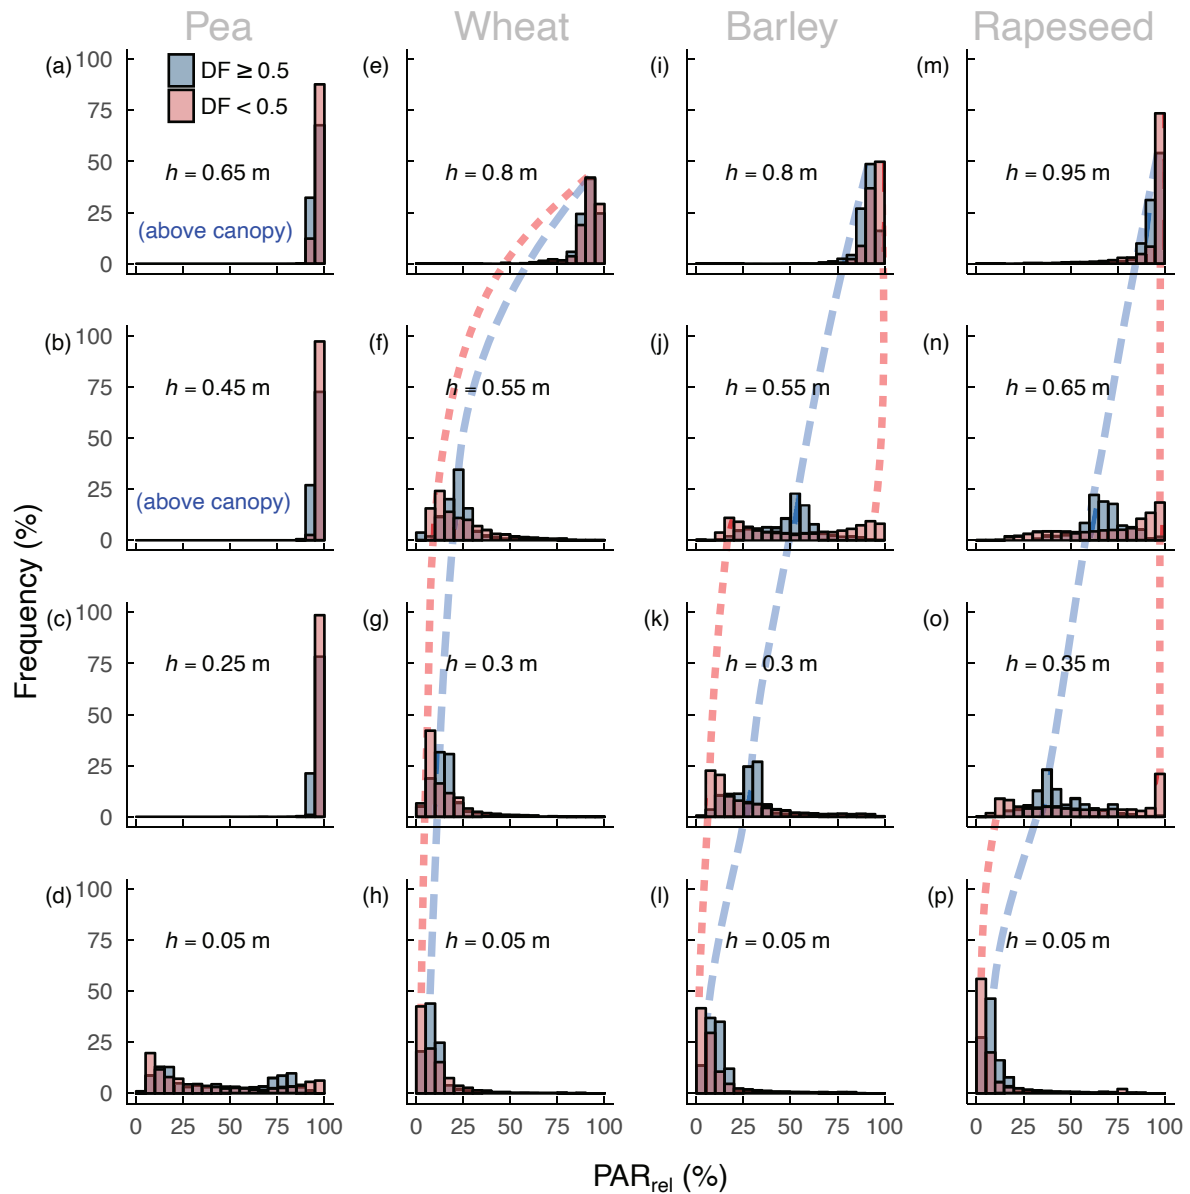 Pea Wheat Barley Rapeseed
(a) 100 75 50 25 0
DF ≥ 0.5
DF < 0.5
h = 0.65 m
(above canopy)
(e)
h = 0.8 m
(i)
h = 0.8 m
(m)
h = 0.95 m
(b) 100 75 50 25 0
h = 0.45 m
(above canopy)
(f)
h = 0.55 m
(j)
h = 0.55 m
(n)
h = 0.65 m
Frequency (%)
(c) 100 75 50 25 0
h = 0.25 m
(g)
h = 0.3 m
(k)
h = 0.3 m
(o)
h = 0.35 m
(d) 100 75 50 25 0
h = 0.05 m
(h)
h = 0.05 m
(l)
h = 0.05 m
(p)
h = 0.05 m
0 25 50 75 100 0 25 50 75 100 0 25 50 75 100 0 25 50 75 100
PARrel (%)